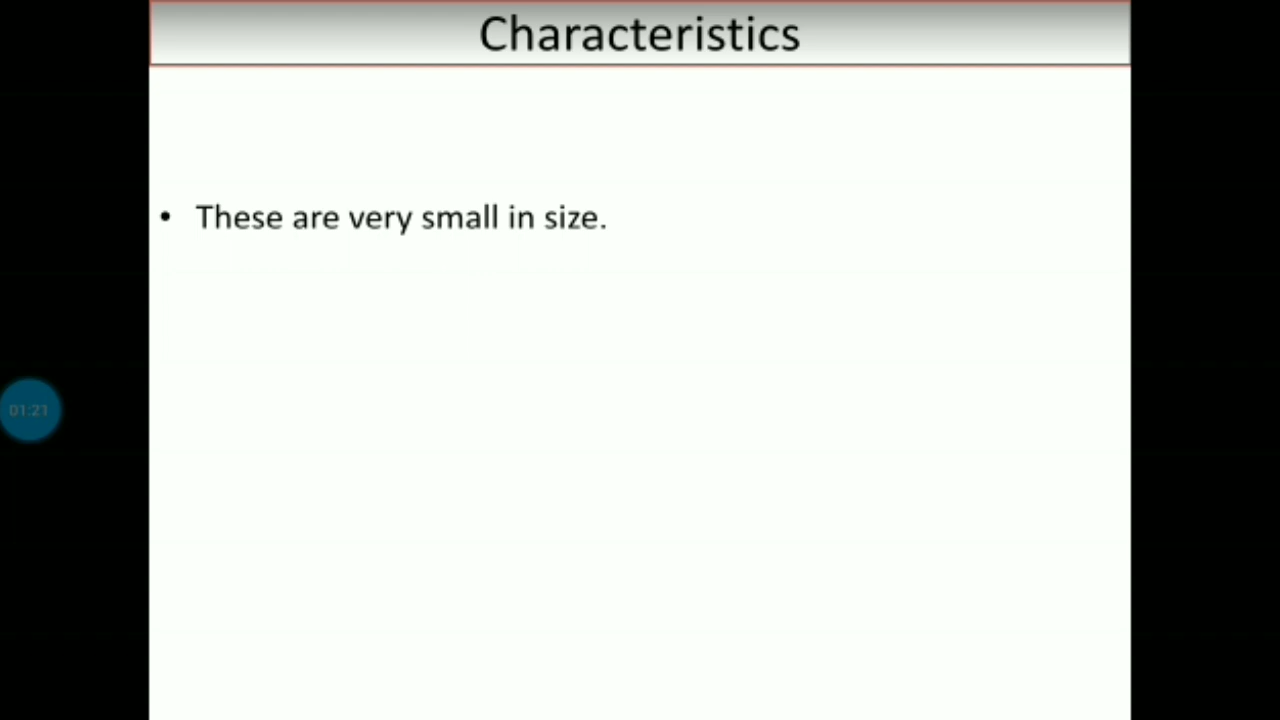 Characteristics
• These are very small in size.
01:21